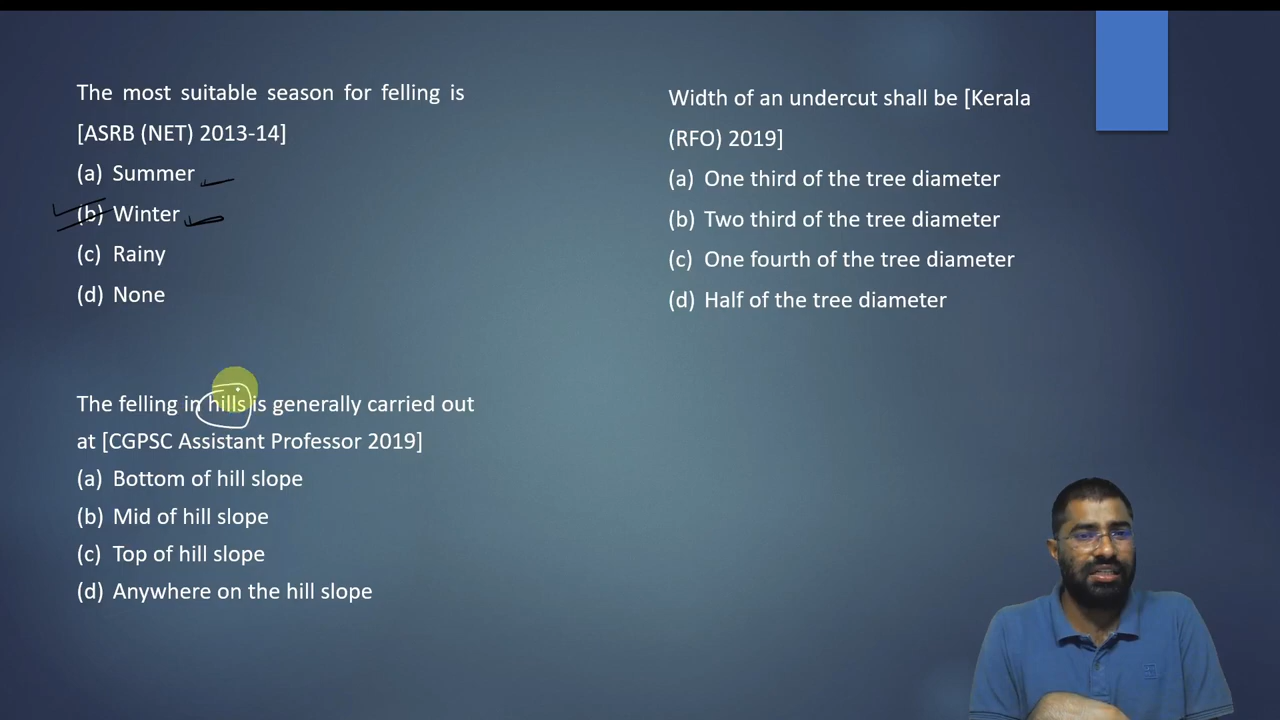 The most suitable season for felling is
[ASRB (NET) 2013-14]
(a) Summer
(b) Winter
(c) Rainy
(d) None
The felling in hills is generally carried out
at [CGPSC Assistant Professor 2019]
(a) Bottom of hill slope
(b) Mid of hill slope
(c) Top of hill slope
(d) Anywhere on the hill slope
Width of an undercut shall be [Kerala
(RFO) 2019]
(a) One third of the tree diameter
(b) Two third of the tree diameter
(c) One fourth of the tree diameter
(d) Half of the tree diameter